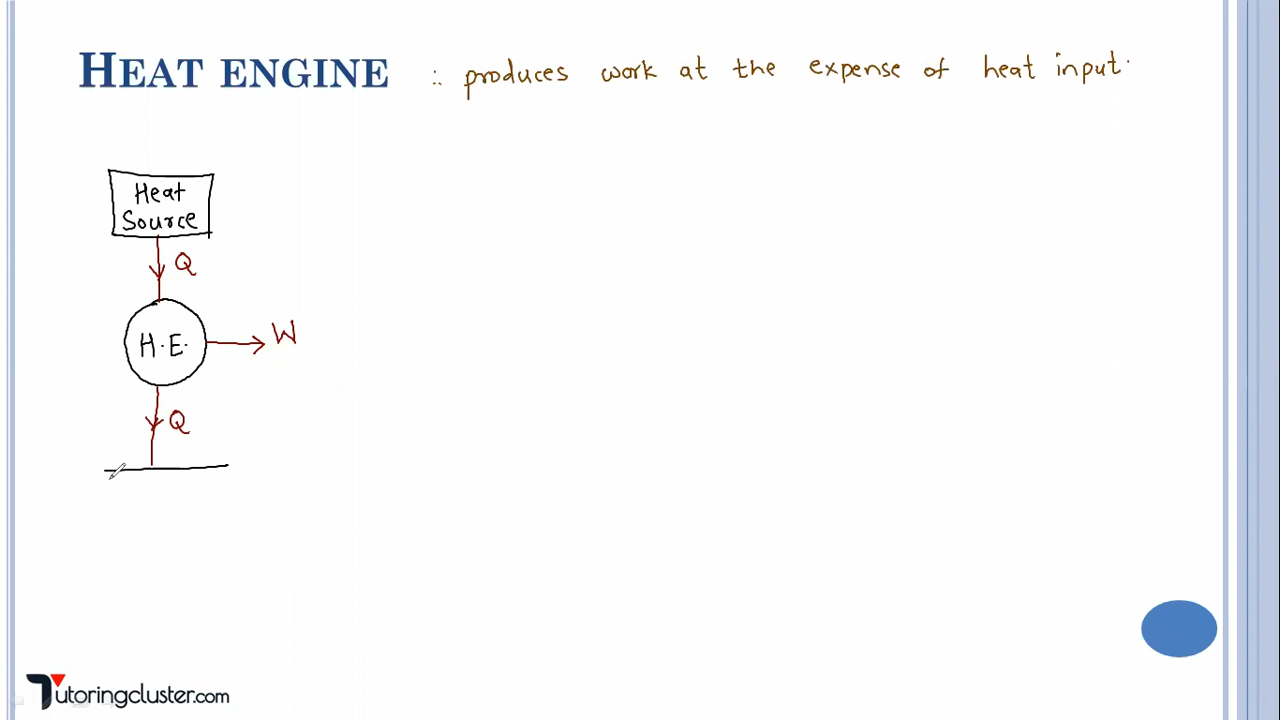 HEAT ENGINE :. produces work at the expense of heat input.
Heat
Source
Q
H.E.
W
Q
Tutoringcluster.com